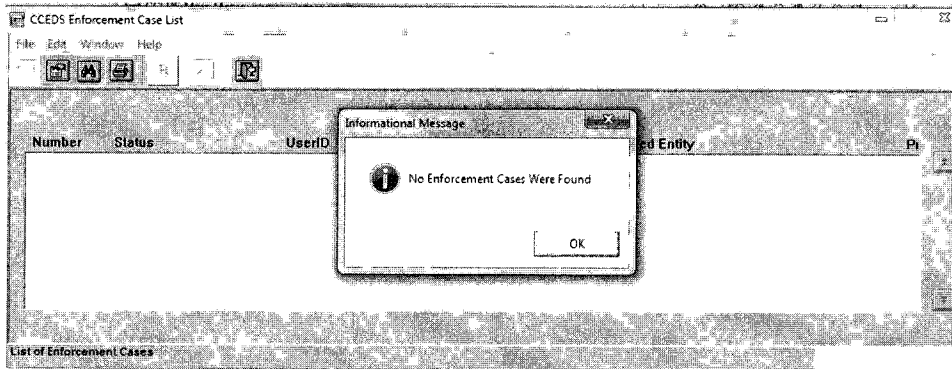 CCEDS Enforcement Case List
File Edit Window Help
Informational Message
Number Status UserID ed Entity
No Enforcement Cases Were Found
OK
List of Enforcement Cases